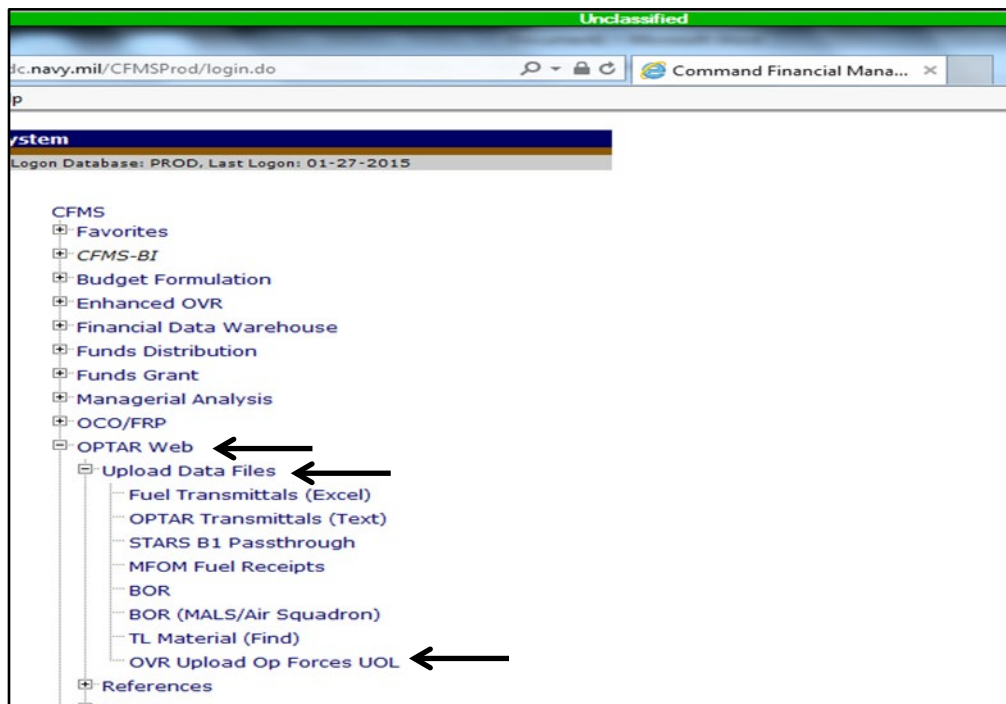 Unclassified
dc.navy.mil/CFMSProd/login.do
Command Financial Mana...
p
ystem
Logon Database: PROD, Last Logon: 01-27-2015
CFMS
Favorites
CFMS-BI
Budget Formulation
Enhanced OVR
Financial Data Warehouse
Funds Distribution
Funds Grant
Managerial Analysis
OCO/FRP
OPTAR Web
Upload Data Files
Fuel Transmittals (Excel)
OPTAR Transmittals (Text)
STARS B1 Passthrough
MFOM Fuel Receipts
BOR
BOR (MALS/Air Squadron)
TL Material (Find)
OVR Upload Op Forces UOL
References